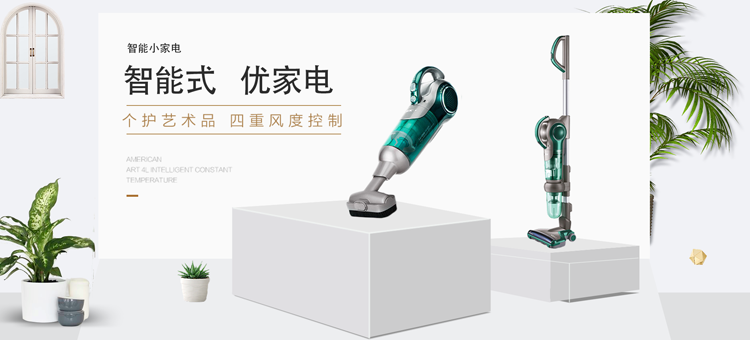 智能小家电
智能式 优家电
个护艺术品 四重风度控制
AMERICAN
ART &. INTELLIGENT CONSTANT
TEMPERATURE